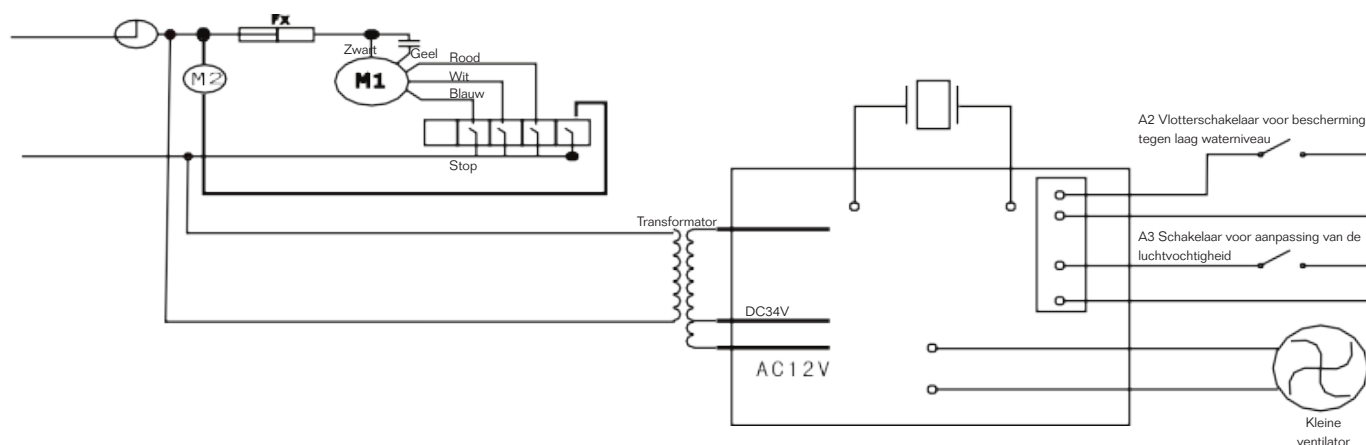 Fx
Zwart
Geel
Rood
M2
M1
Wit
Blauw
Stop
A2 Vlotterschakelaar voor bescherming
tegen laag waterniveau
Transformator
A3 Schakelaar voor aanpassing van de
luchtvochtigheid
DC34V
AC12V
Kleine
ventilator